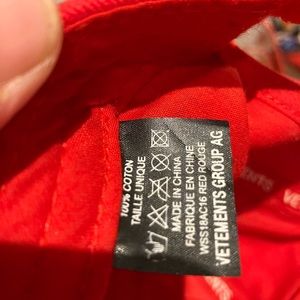 100% COTON
TAILLE UNIQUE
MADE IN CHINA
FABRIQUE EN CHINE
WSS18AC16 RED ROUGE
VETEMENTS GROUP AG